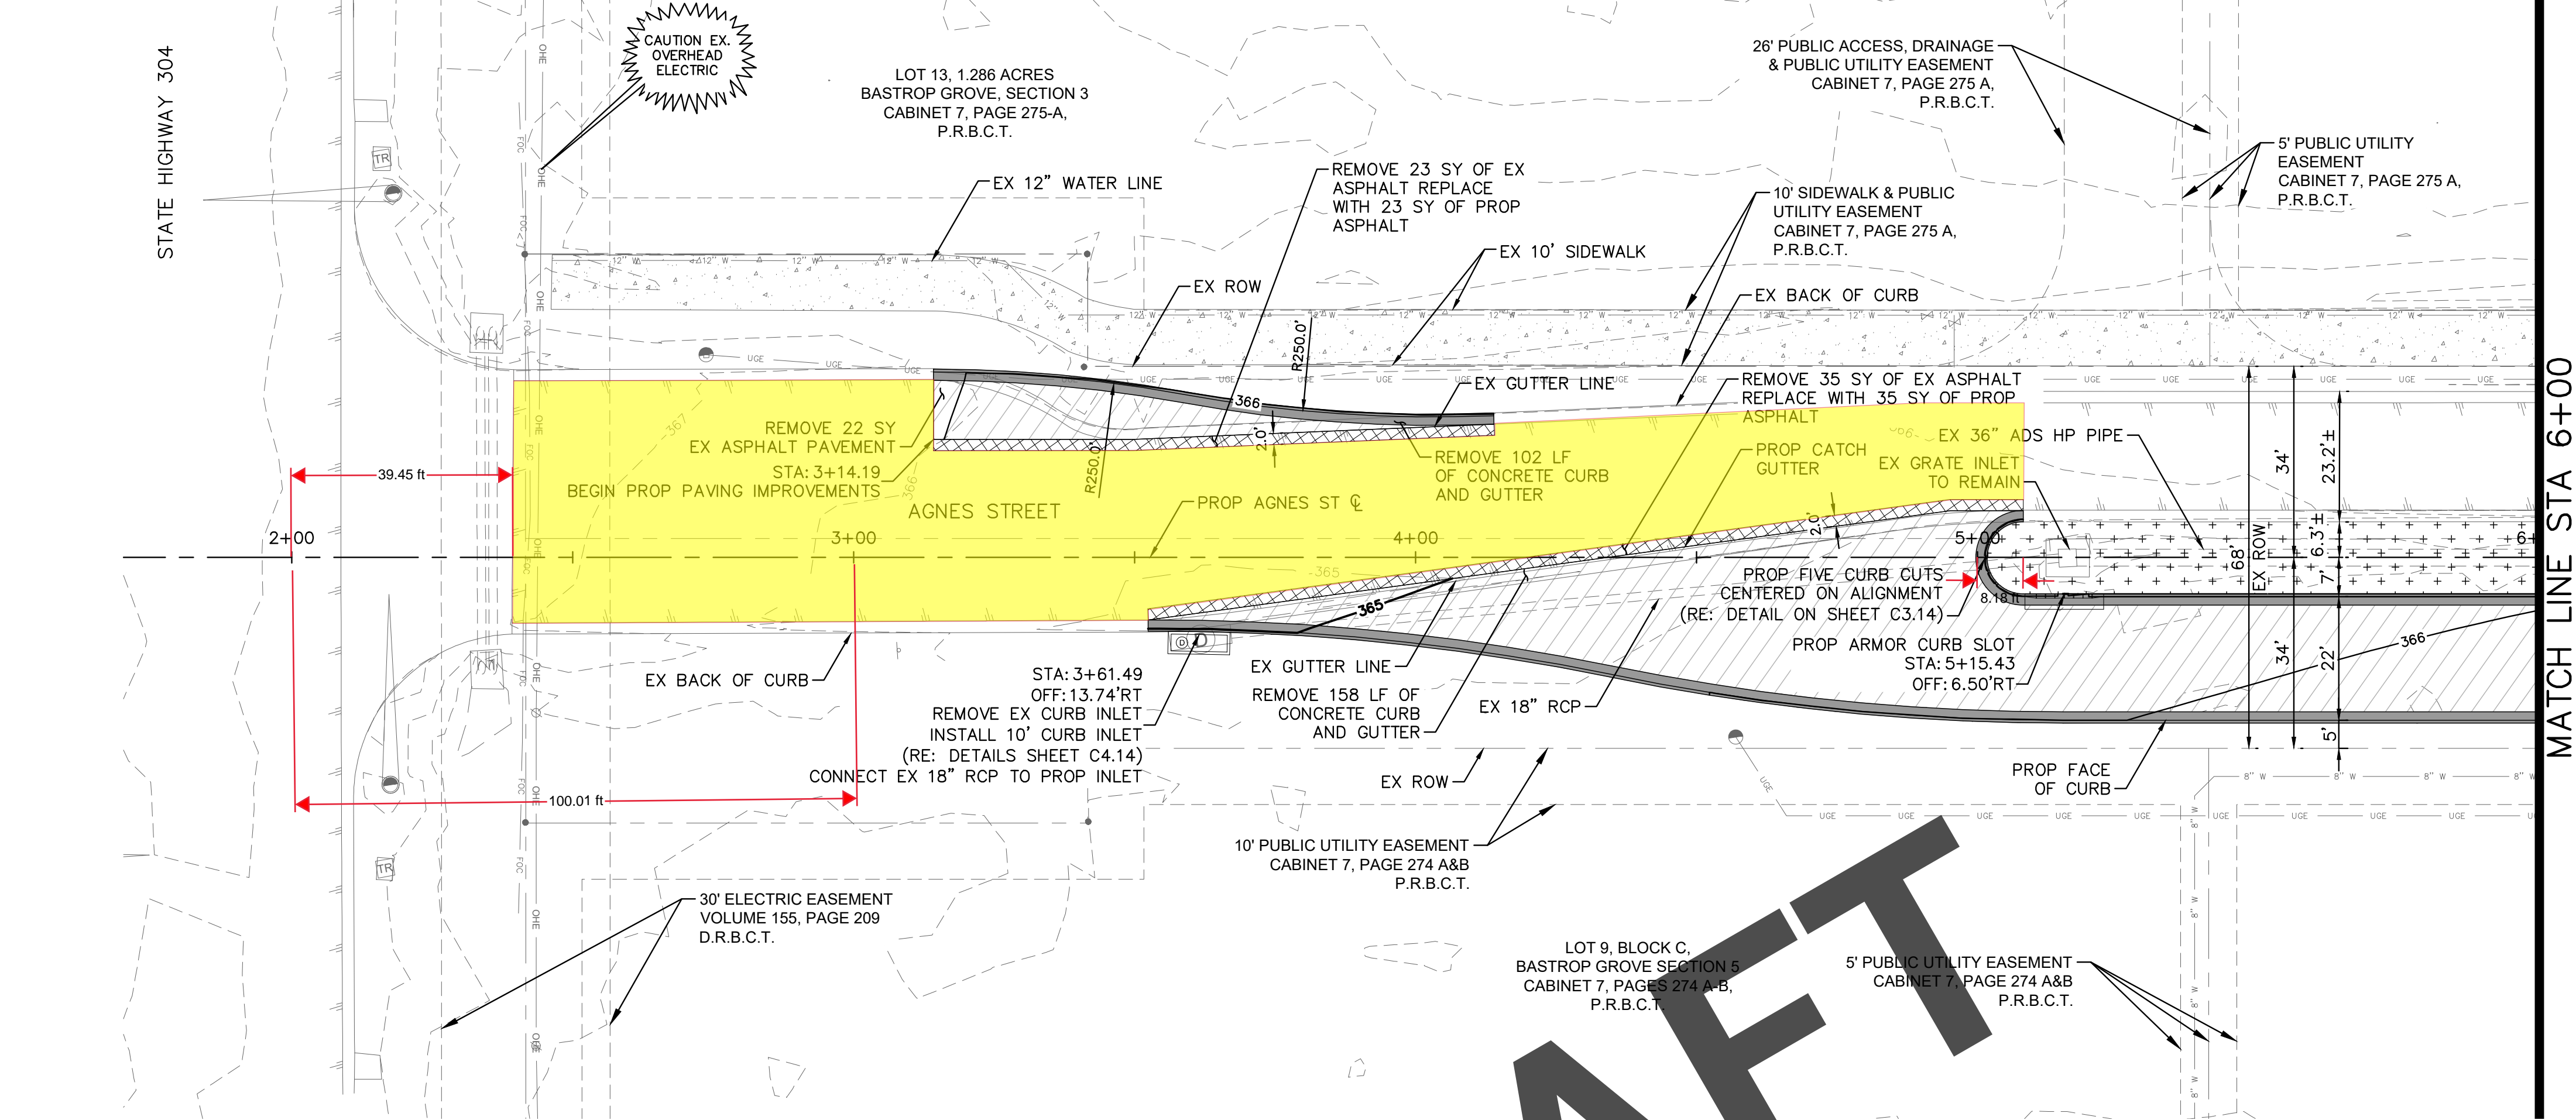 STATE HIGHWAY 304
CAUTION EX.
OVERHEAD
ELECTRIC
LOT 13, 1.286 ACRES
BASTROP GROVE, SECTION 3
CABINET 7, PAGE 275-A,
P.R.B.C.T.
26' PUBLIC ACCESS, DRAINAGE
& PUBLIC UTILITY EASEMENT
CABINET 7, PAGE 275 A,
P.R.B.C.T.
5' PUBLIC UTILITY
EASEMENT
CABINET 7, PAGE 275 A,
P.R.B.C.T.
EX 12" WATER LINE
REMOVE 23 SY OF EX
ASPHALT REPLACE
WITH 23 SY OF PROP
ASPHALT
10' SIDEWALK & PUBLIC
UTILITY EASEMENT
CABINET 7, PAGE 275 A,
P.R.B.C.T.
EX 10' SIDEWALK
EX ROW
EX BACK OF CURB
R250.0'
TR
OHE
FOC
12" W
UGE
366
EX GUTTER LINE
REMOVE 35 SY OF EX ASPHALT
REPLACE WITH 35 SY OF PROP
ASPHALT
367
REMOVE 22 SY
EX ASPHALT PAVEMENT
STA: 3+14.19
BEGIN PROP PAVING IMPROVEMENTS
366
R250.0'
2.0'
REMOVE 102 LF
OF CONCRETE CURB
AND GUTTER
PROP CATCH
GUTTER
EX 36" ADS HP PIPE
EX GRATE INLET
TO REMAIN
39.45 ft
AGNES STREET
PROP AGNES ST ℄
2.0'
2+00
3+00
4+00
5+00
6+
34'
23.2'±
68'
EX ROW
6.3'±
7'
MATCH LINE STA 6+00
365
365
PROP FIVE CURB CUTS
CENTERED ON ALIGNMENT
(RE: DETAIL ON SHEET C3.14)
8.18 ft
PROP ARMOR CURB SLOT
STA: 5+15.43
OFF: 6.50'RT
366
34'
22'
5'
EX BACK OF CURB
STA: 3+61.49
OFF: 13.74'RT
REMOVE EX CURB INLET
INSTALL 10' CURB INLET
(RE: DETAILS SHEET C4.14)
CONNECT EX 18" RCP TO PROP INLET
D
EX GUTTER LINE
REMOVE 158 LF OF
CONCRETE CURB
AND GUTTER
EX 18" RCP
EX ROW
PROP FACE
OF CURB
100.01 ft
UGE
8" W
TR
10' PUBLIC UTILITY EASEMENT
CABINET 7, PAGE 274 A&B
P.R.B.C.T.
30' ELECTRIC EASEMENT
VOLUME 155, PAGE 209
D.R.B.C.T.
LOT 9, BLOCK C,
BASTROP GROVE SECTION 5
CABINET 7, PAGES 274 A-B,
P.R.B.C.T.
5' PUBLIC UTILITY EASEMENT
CABINET 7, PAGE 274 A&B
P.R.B.C.T.
AFT